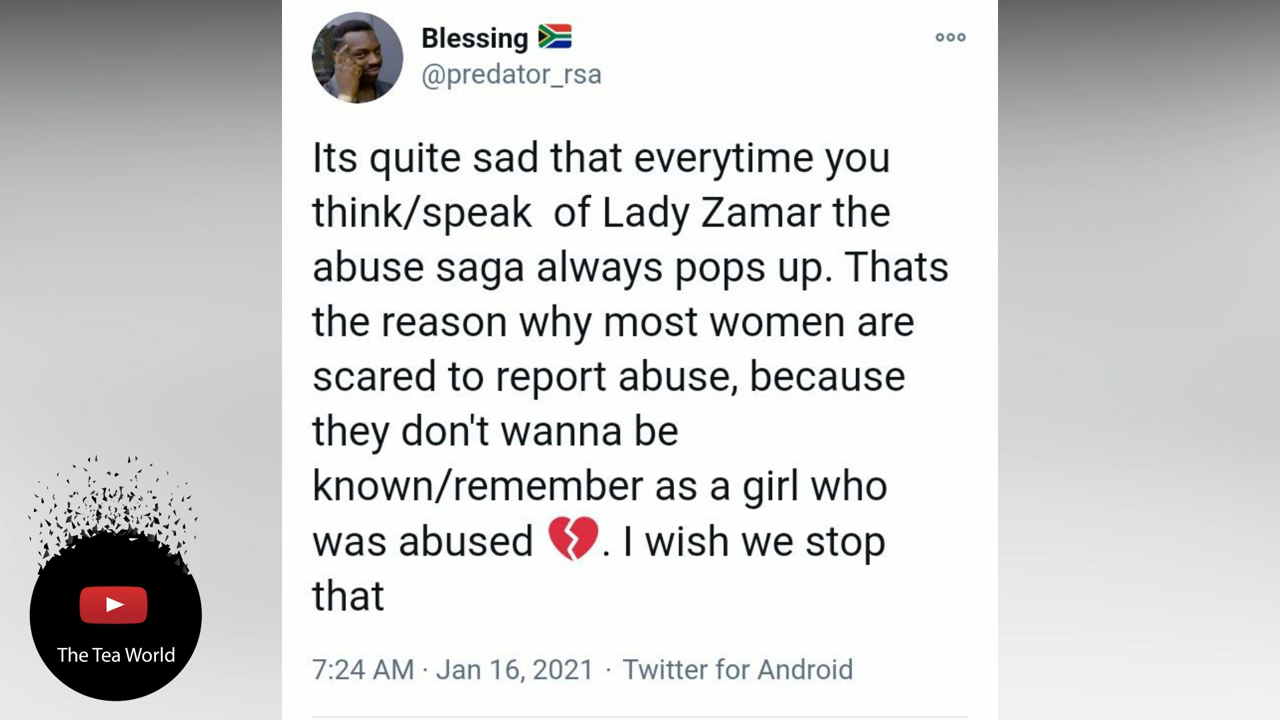 Blessing 🇿🇦
@predator_rsa
Its quite sad that everytime you
think/speak  of Lady Zamar the
abuse saga always pops up. Thats
the reason why most women are
scared to report abuse, because
they don't wanna be
known/remember as a girl who
was abused 💔. I wish we stop
that
7:24 AM · Jan 16, 2021 · Twitter for Android
The Tea World